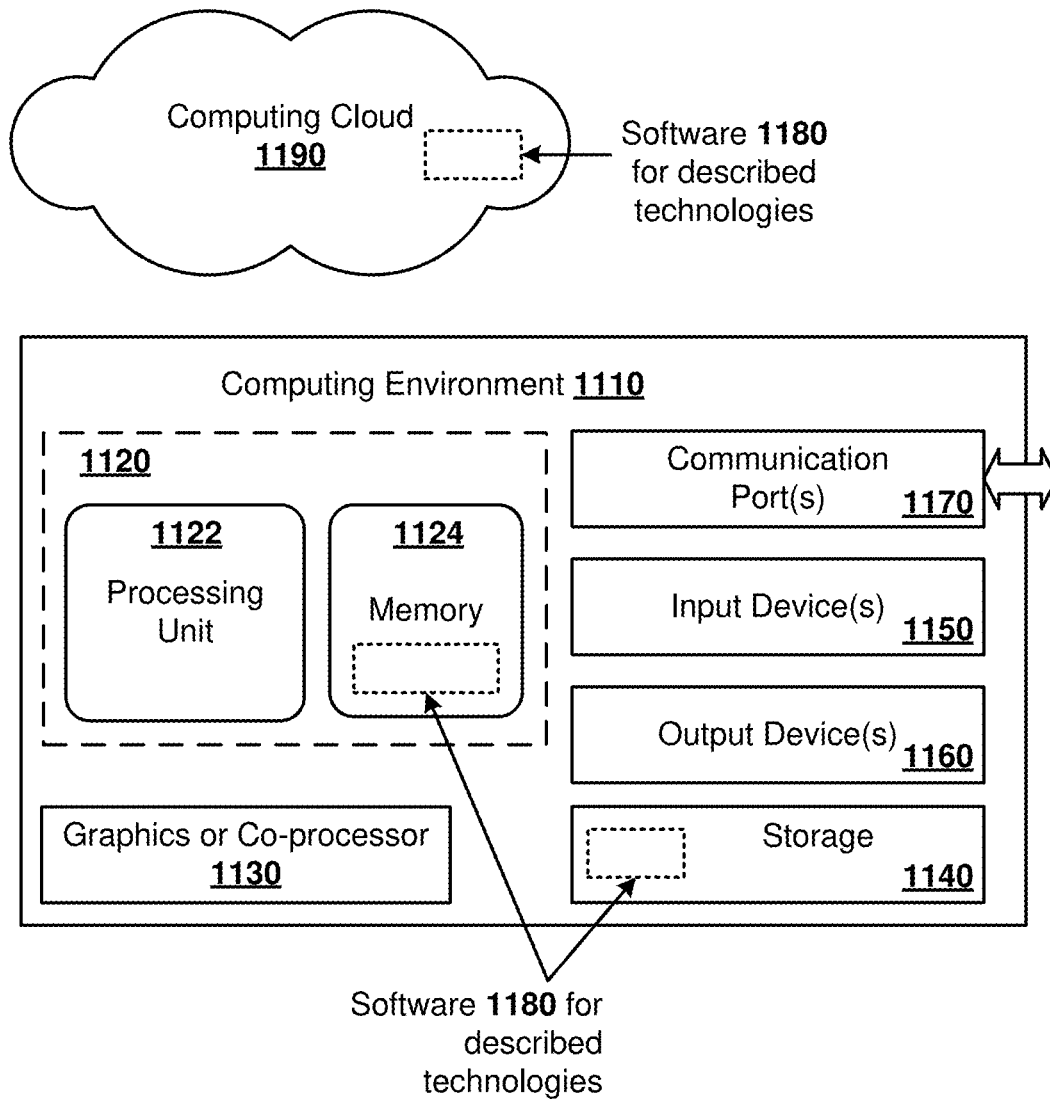 Computing Cloud
1190
Software 1180
for described
technologies
Computing Environment 1110
1120
1122
Processing
Unit
1124
Memory
Communication
Port(s)
1170
Input Device(s)
1150
Output Device(s)
1160
Graphics or Co-processor
1130
Storage
1140
Software 1180 for
described
technologies